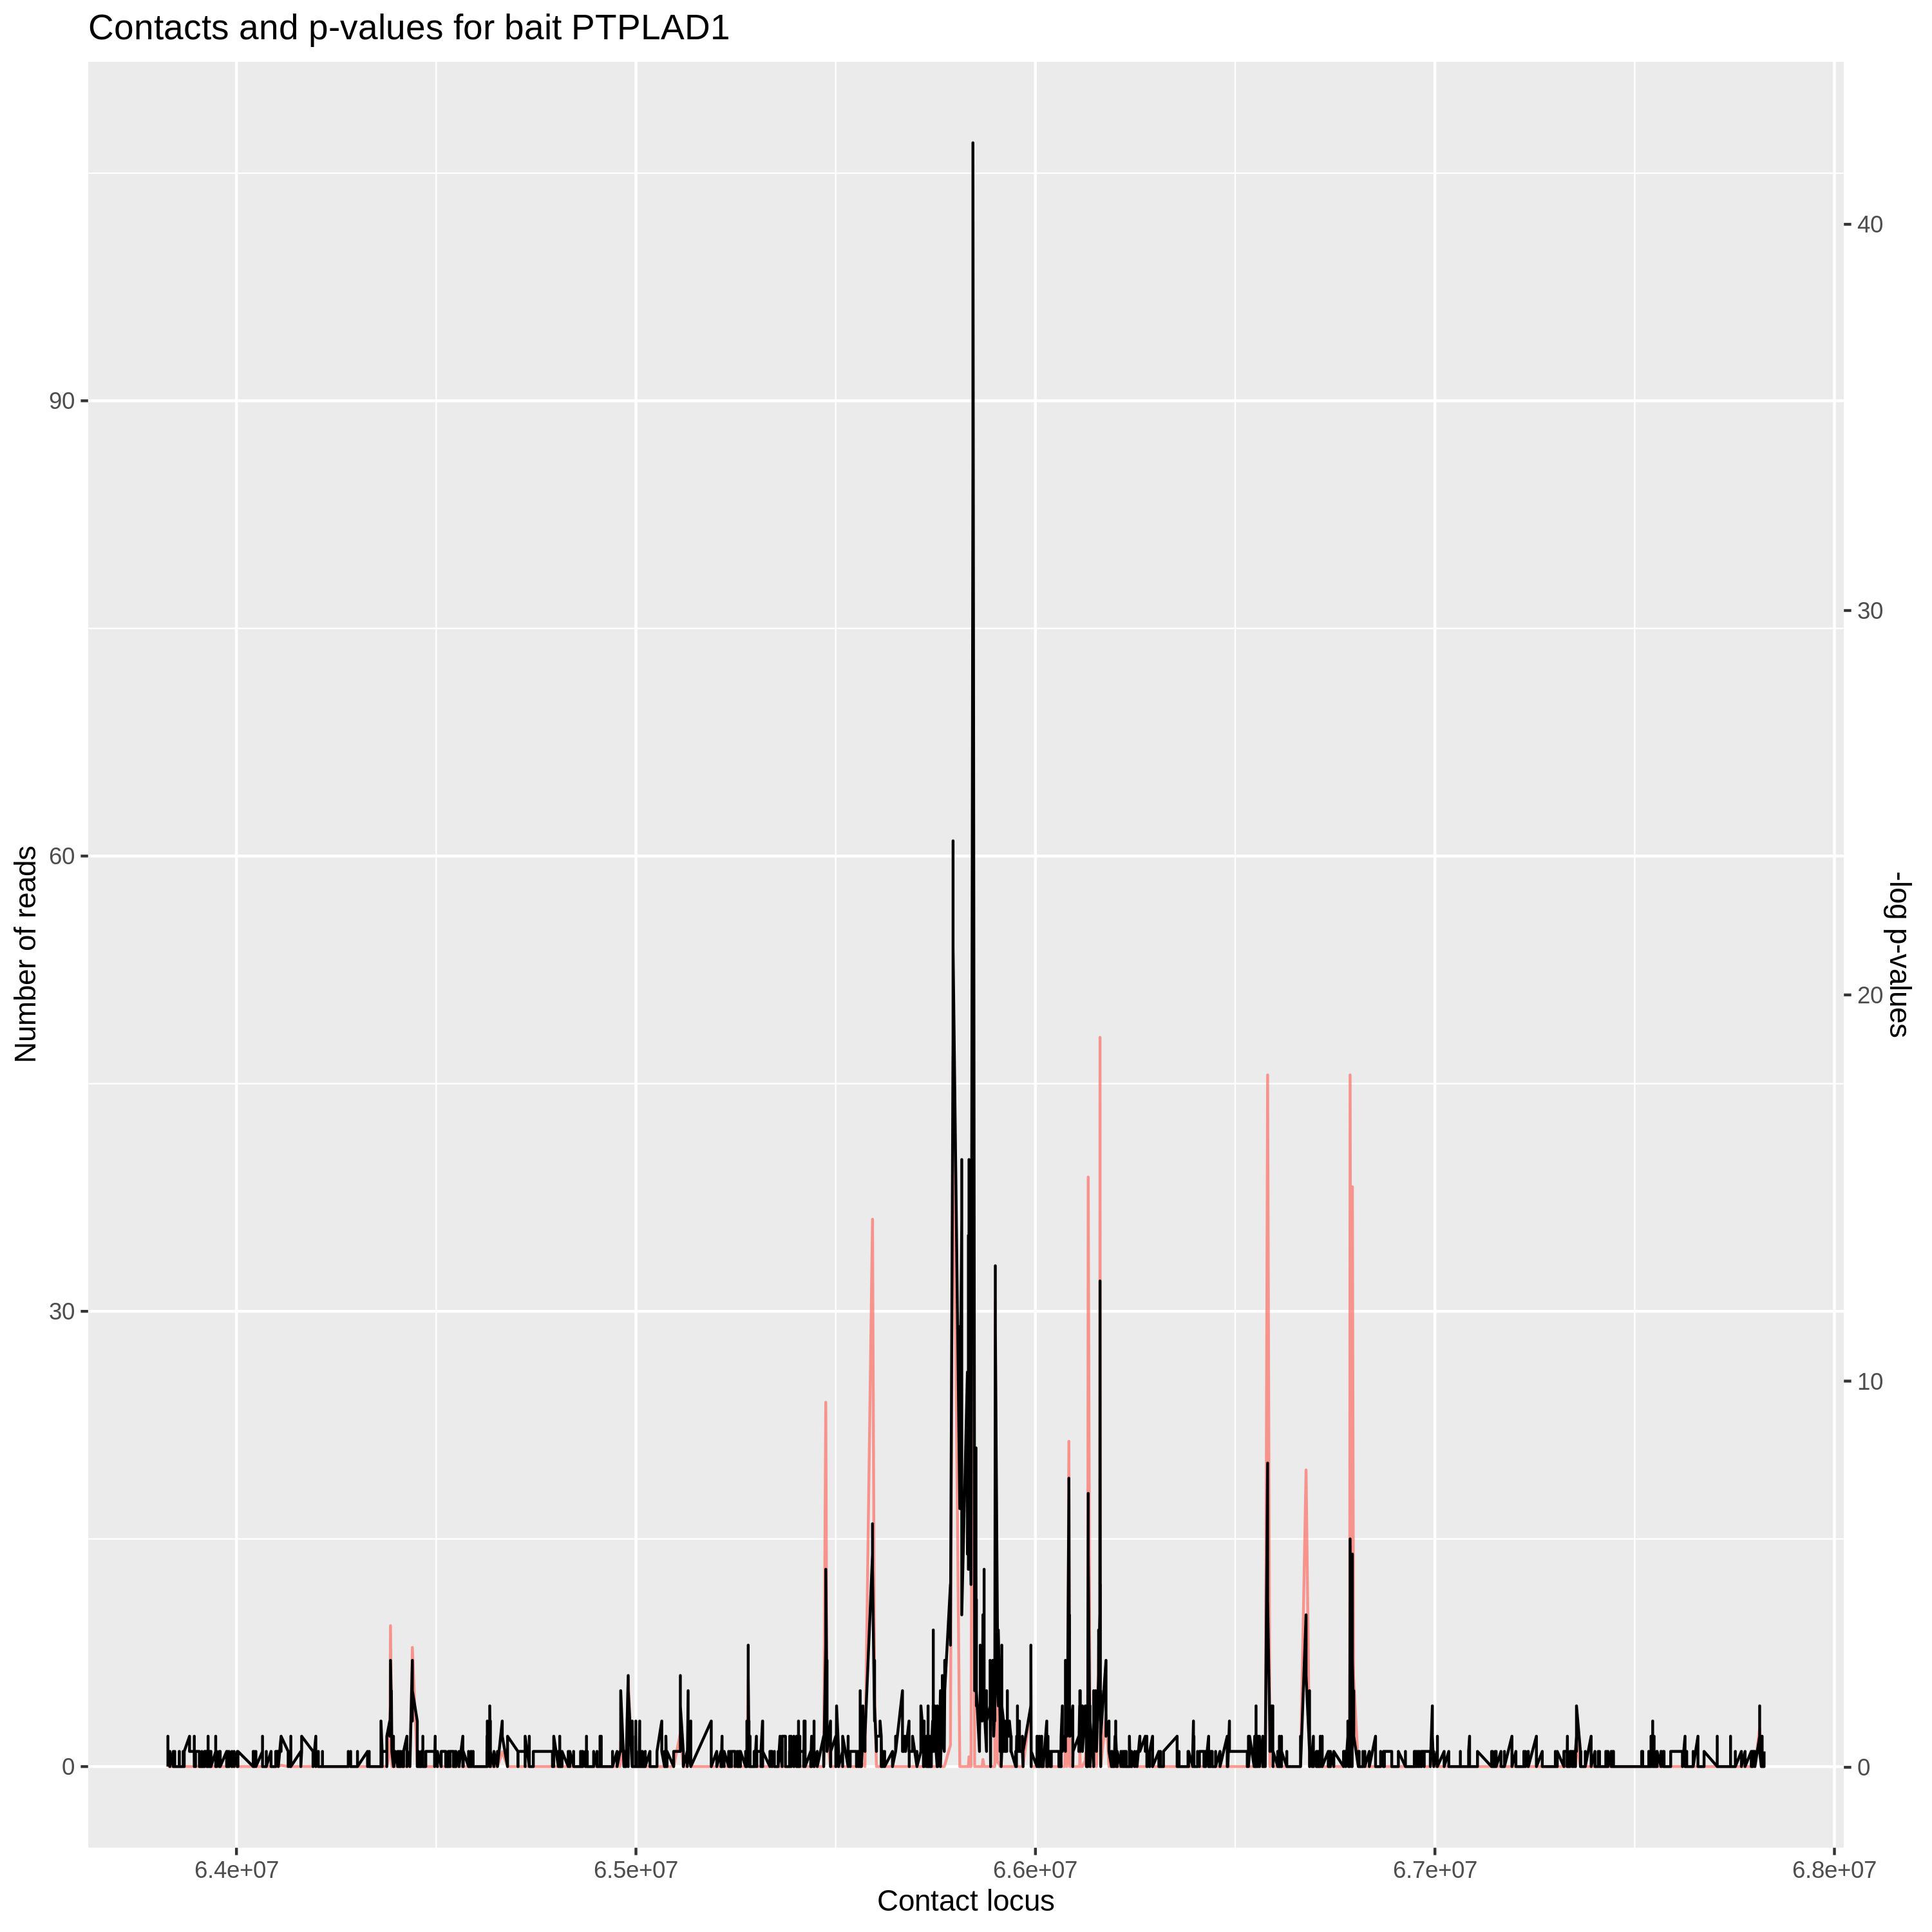 Contacts and p-values for bait PTPLAD1
Number of reads
90
60
30
0
40
30
20
10
0
-log p-values
6.4e+07 6.5e+07 6.6e+07 6.7e+07 6.8e+07
Contact locus